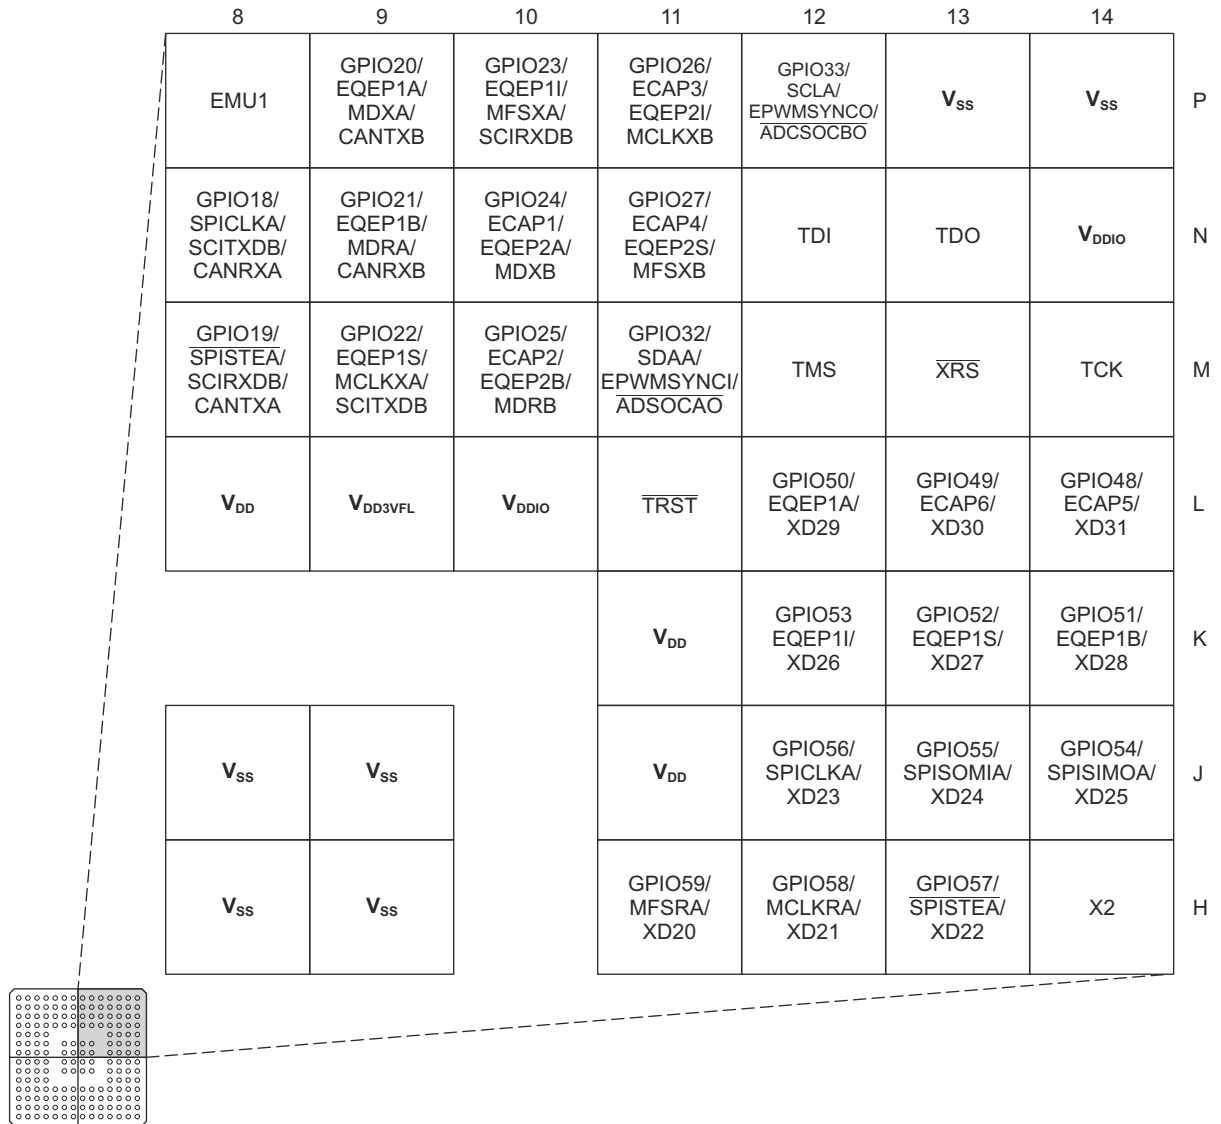 8 9 10 11 12 13 14
EMU1
GPIO20/
EQEP1A/
MDXA/
CANTXB
GPIO23/
EQEP1I/
MFSXA/
SCIRXDB
GPIO26/
ECAP3/
EQEP2I/
MCLKXB
GPIO33/
SCLA/
EPWMSYNCO/
ADCSOCBO
VSS
VSS
P
GPIO18/
SPICLKA/
SCITXDB/
CANRXA
GPIO21/
EQEP1B/
MDRA/
CANRXB
GPIO24/
ECAP1/
EQEP2A/
MDXB
GPIO27/
ECAP4/
EQEP2S/
MFSXB
TDI
TDO
VDDIO
N
GPIO19/
SPISTEA/
SCIRXDB/
CANTXA
GPIO22/
EQEP1S/
MCLKXA/
SCITXDB
GPIO25/
ECAP2/
EQEP2B/
MDRB
GPIO32/
SDAA/
EPWMSYNCI/
ADSOCAO
TMS
XRS
TCK
M
VDD
VDD3VFL
VDDIO
TRST
GPIO50/
EQEP1A/
XD29
GPIO49/
ECAP6/
XD30
GPIO48/
ECAP5/
XD31
L
VDD
GPIO53
EQEP1I/
XD26
GPIO52/
EQEP1S/
XD27
GPIO51/
EQEP1B/
XD28
K
VSS
VSS
VDD
GPIO56/
SPICLKA/
XD23
GPIO55/
SPISOMIA/
XD24
GPIO54/
SPISIMOA/
XD25
J
VSS
VSS
GPIO59/
MFSRA/
XD20
GPIO58/
MCLKRA/
XD21
GPIO57/
SPISTEA/
XD22
X2
H